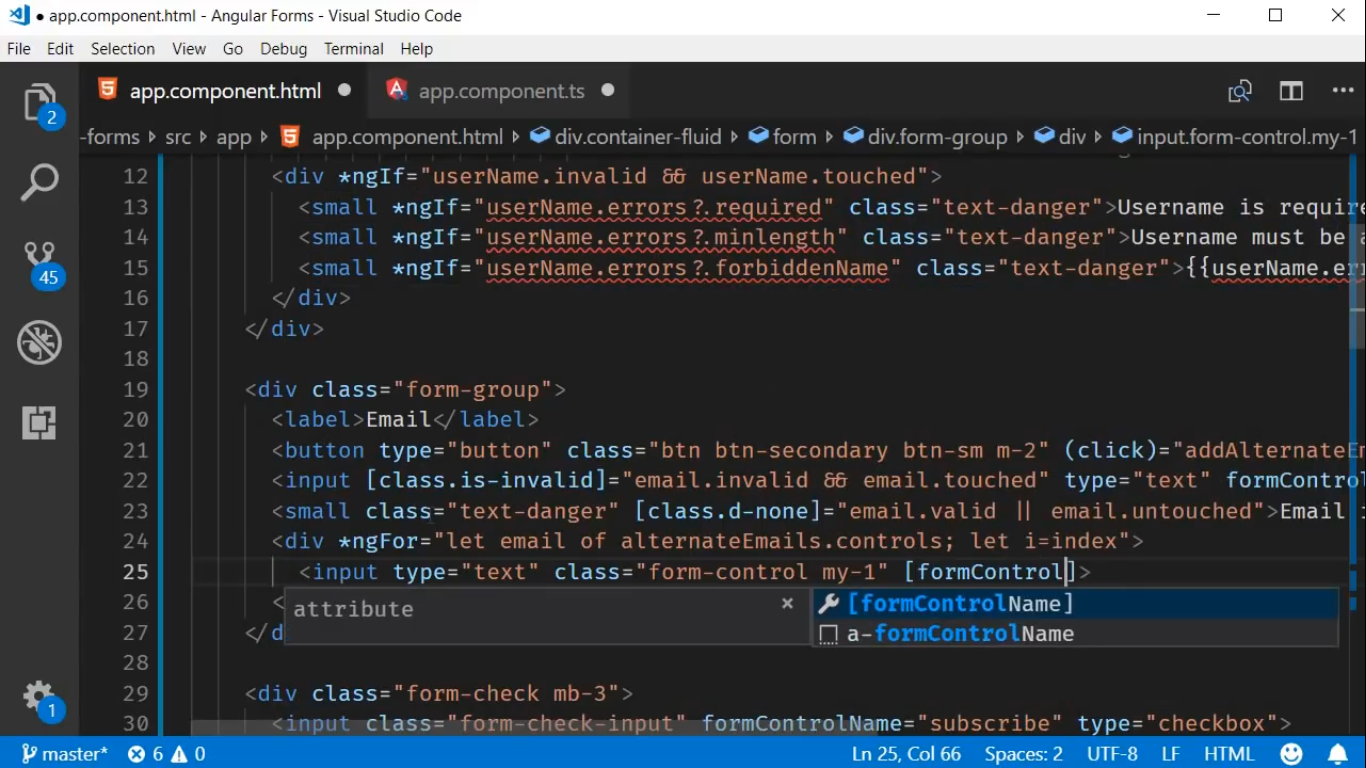 ● app.component.html - Angular Forms - Visual Studio Code
File Edit Selection View Go Debug Terminal Help
2
app.component.html ● app.component.ts ●
-forms src app app.component.html div.container-fluid form div.form-group div input.form-control.my-1
12 <div *ngIf="userName.invalid && userName.touched">
13 <small *ngIf="userName.errors?.required" class="text-danger">Username is require
14 <small *ngIf="userName.errors?.minlength" class="text-danger">Username must be a
15 <small *ngIf="userName.errors?.forbiddenName" class="text-danger">{{userName.err
45
16 </div>
17 </div>
18
19 <div class="form-group">
20 <label>Email</label>
21 <button type="button" class="btn btn-secondary btn-sm m-2" (click)="addAlternateEm
22 <input [class.is-invalid]="email.invalid && email.touched" type="text" formControl
23 <small class="text-danger" [class.d-none]="email.valid || email.untouched">Email i
24 <div *ngFor="let email of alternateEmails.controls; let i=index">
25 <input type="text" class="form-control my-1" [formControl]>
26 <
attribute × [formControlName]
27 </d
a-formControlName
28
29 <div class="form-check mb-3">
30 <input class="form-check-input" formControlName="subscribe" type="checkbox">
1
master* 6 0 Ln 25, Col 66 Spaces: 2 UTF-8 LF HTML